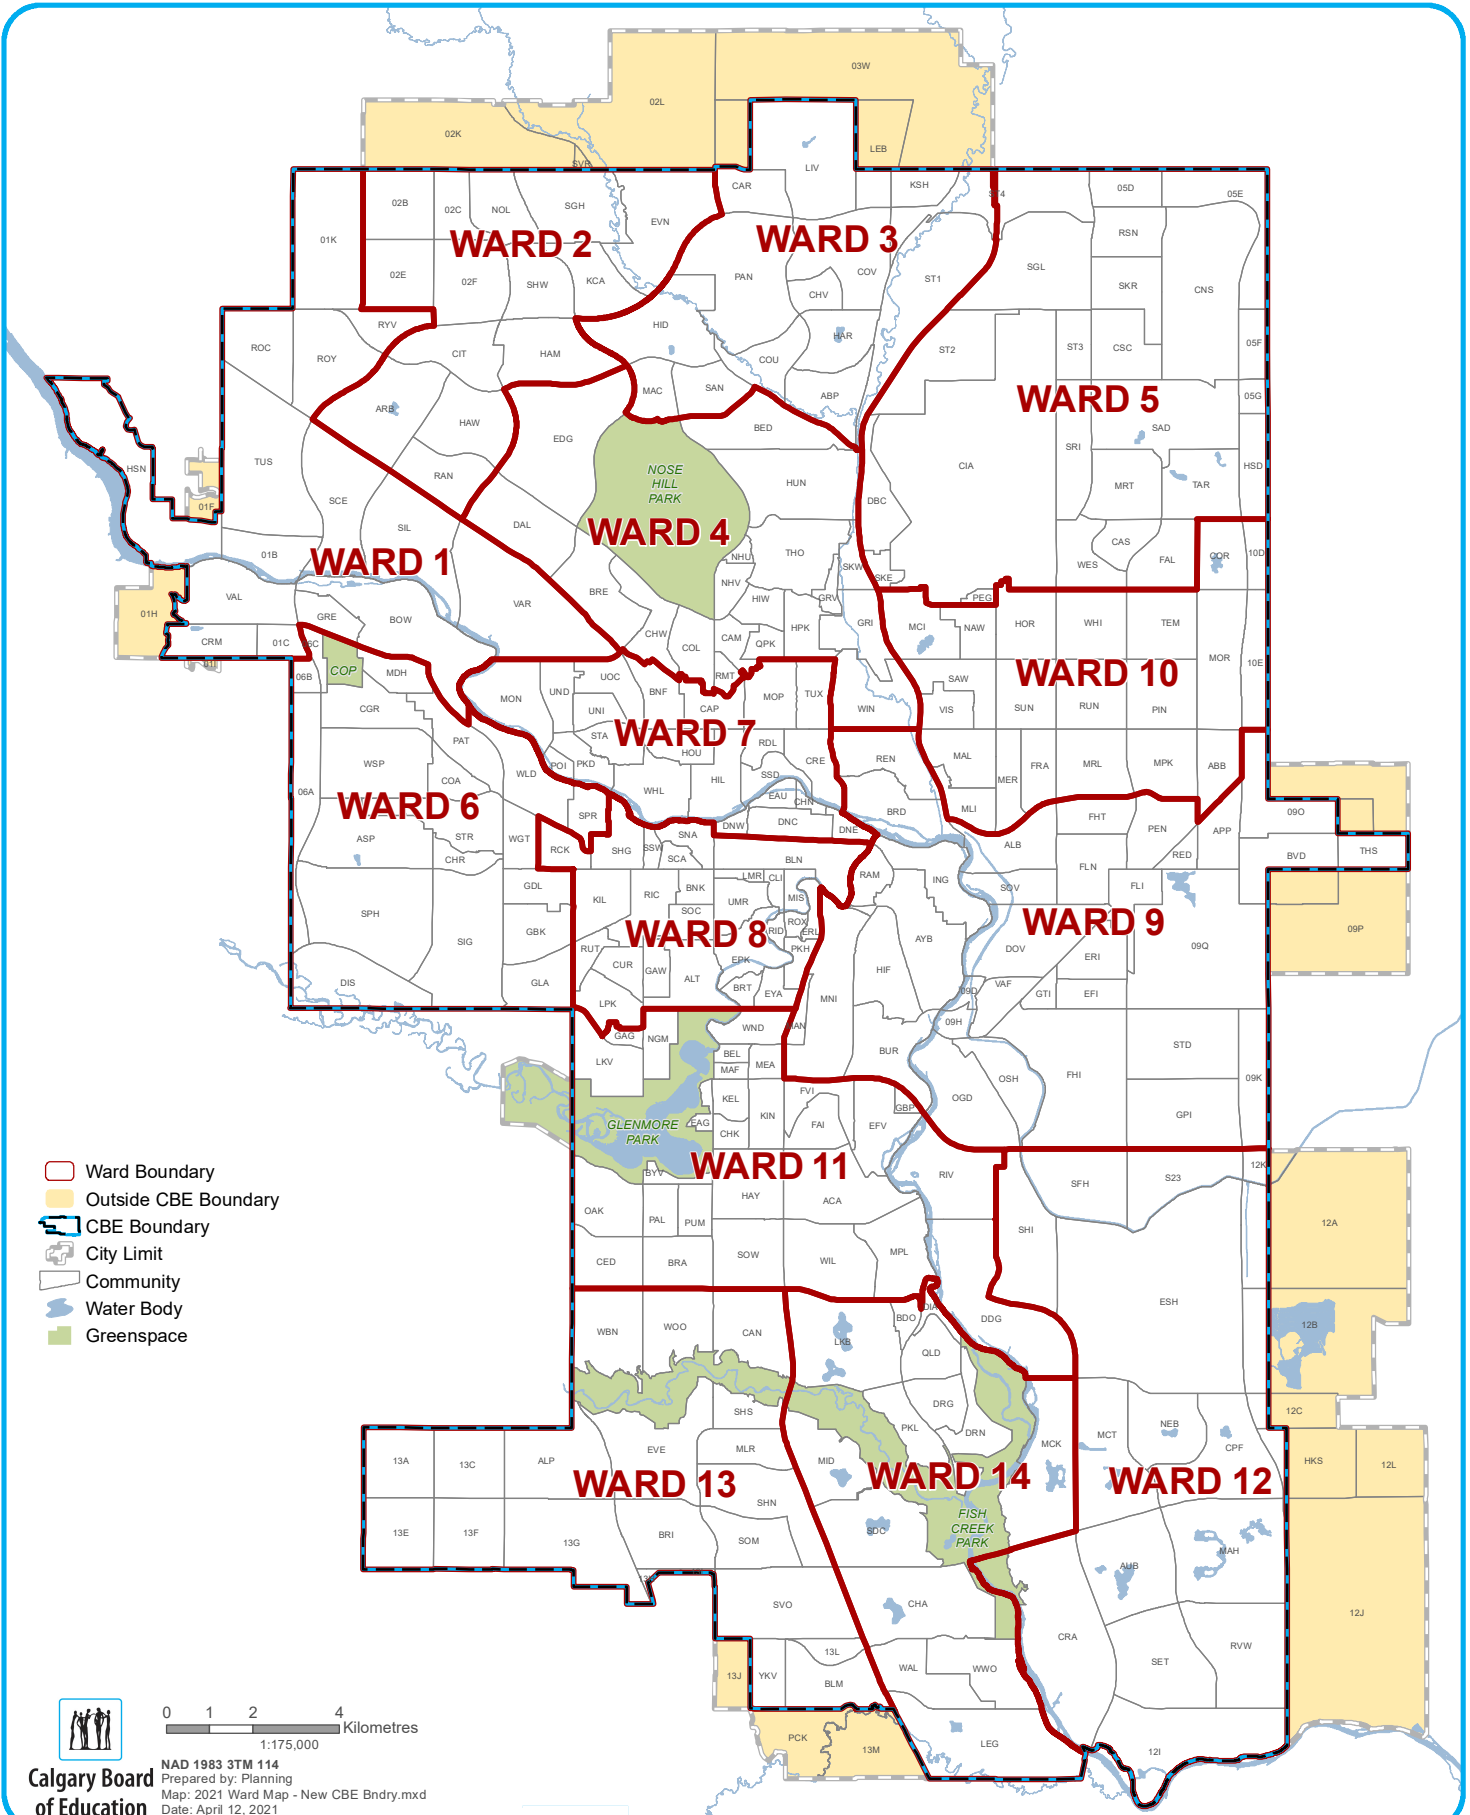 03W
02L
02K
SVR
LEB
LIV
CAR
KSH
ST4
05D
05E
02B
02C
NOL
SGH
EVN
01K
WARD 2
WARD 3
RSN
SGL
02E
02F
SHW
KCA
PAN
CHV
COV
ST1
SKR
CNS
RYV
ROC
ROY
CIT
HAM
HID
HAR
COU
ST2
ST3
CSC
05F
MAC
SAN
ABP
WARD 5
05G
ARB
HAW
EDG
BED
SAD
SRI
TUS
HSN
RAN
NOSE
HILL
PARK
HUN
CIA
HSD
MRT
TAR
01F
SCE
SIL
DAL
WARD 4
DBC
WARD 1
01B
NHU
THO
CAS
WES
FAL
COR
10D
SKW
SKE
VAL
01H
VAR
BRE
NHV
HIW
GRV
PEG
GRE
BOW
CHW
COL
CAM
QPK
HPK
GRI
MCI
NAW
HOR
WHI
TEM
CRM
01C
01I
06B
COP
MDH
MOR
10E
UOC
RMT
WARD 10
SAW
MON
UND
BNF
CAP
MOP
TUX
WIN
VIS
SUN
RUN
PIN
CGR
UNI
WARD 7
STA
HOU
PAT
RDL
CRE
REN
MAL
WSP
WLD
POI
PKD
HIL
SSD
MER
FRA
MRL
MPK
ABB
COA
06A
WARD 6
WHL
EAU
CHN
BRD
MLI
SPR
DNW
DNC
DNE
FHT
PEN
APP
09O
ASP
STR
WGT
RCK
SHG
SSW
SNA
SCA
BLN
ALB
RED
BVD
THS
CHR
GDL
KIL
RIC
BNK
LMR
CLI
RAM
ING
SOV
FLN
FLI
SPH
SOC
UMR
MIS
ROX
RID
ERL
WARD 8
WARD 9
SIG
GBK
RUT
CUR
GAW
ALT
EPK
PKH
AYB
DOV
ERI
09Q
09P
DIS
GLA
LPK
BRT
EYA
MNI
HIF
09D
VAF
GTI
EFI
GAG
NGM
WND
09H
LKV
BEL
MAF
MEA
BUR
STD
FHI
OSH
09K
KEL
FVI
GBP
OGD
GLENMORE
PARK
EAG
KIN
CHK
FAI
EFV
GPI
BYV
WARD 11
RIV
SFH
S23
12K
OAK
PAL
PUM
HAY
ACA
SHI
12A
CED
BRA
SOW
WIL
MPL
ESH
WBN
WOO
CAN
LKB
BDO
DIA
DDG
12B
QLD
SHS
PKL
DRG
DRN
MCK
MCT
NEB
CPF
12C
13A
13C
ALP
EVE
MLR
MID
HKS
12L
WARD 13
WARD 14
WARD 12
SHN
13E
13F
13G
BRI
SOM
SDC
FISH
CREEK
PARK
MAH
AUB
SVO
CHA
12J
CRA
RVW
13L
SET
13J
YKV
BLM
WAL
WWO
PCK
13M
LEG
12I
Ward Boundary
Outside CBE Boundary
CBE Boundary
City Limit
Community
Water Body
Greenspace
0 1 2 4
Kilometres
1:175,000
Calgary Board
of Education
NAD 1983 3TM 114
Prepared by: Planning
Map: 2021 Ward Map - New CBE Bndry.mxd
Date: April 12, 2021